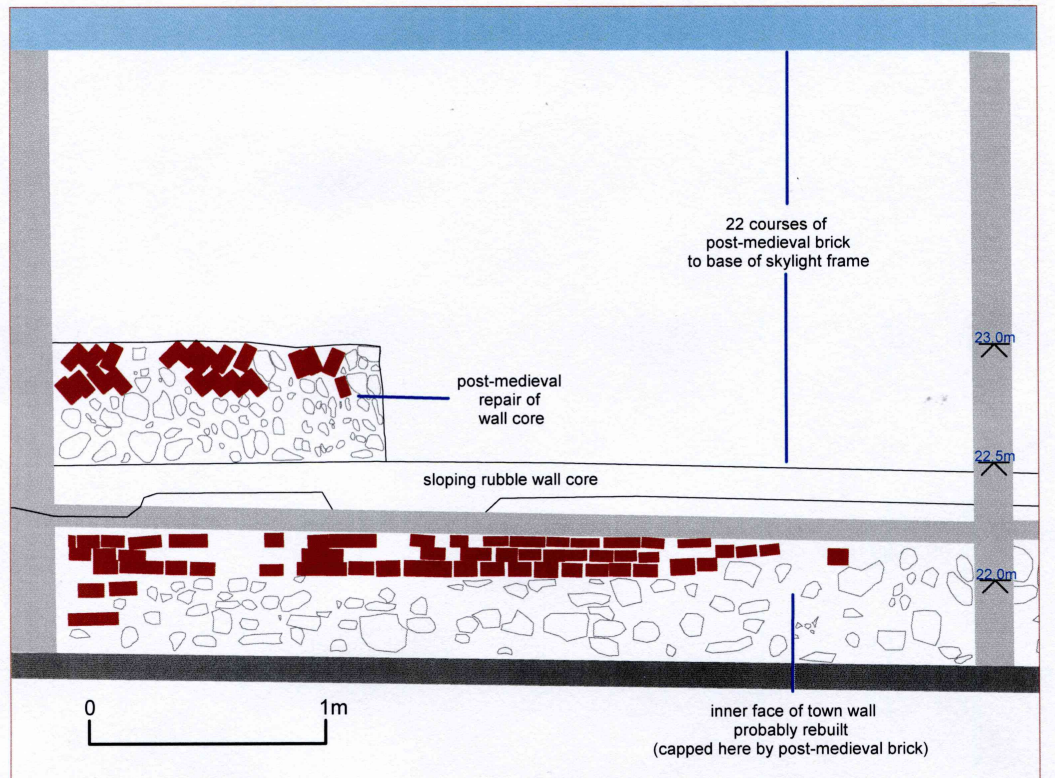 22 courses of
post-medieval brick
to base of skylight frame
23.0m
post-medieval
repair of
wall core
22.5m
sloping rubble wall core
22.0m
0 1m
inner face of town wall
probably rebuilt
(capped here by post-medieval brick)